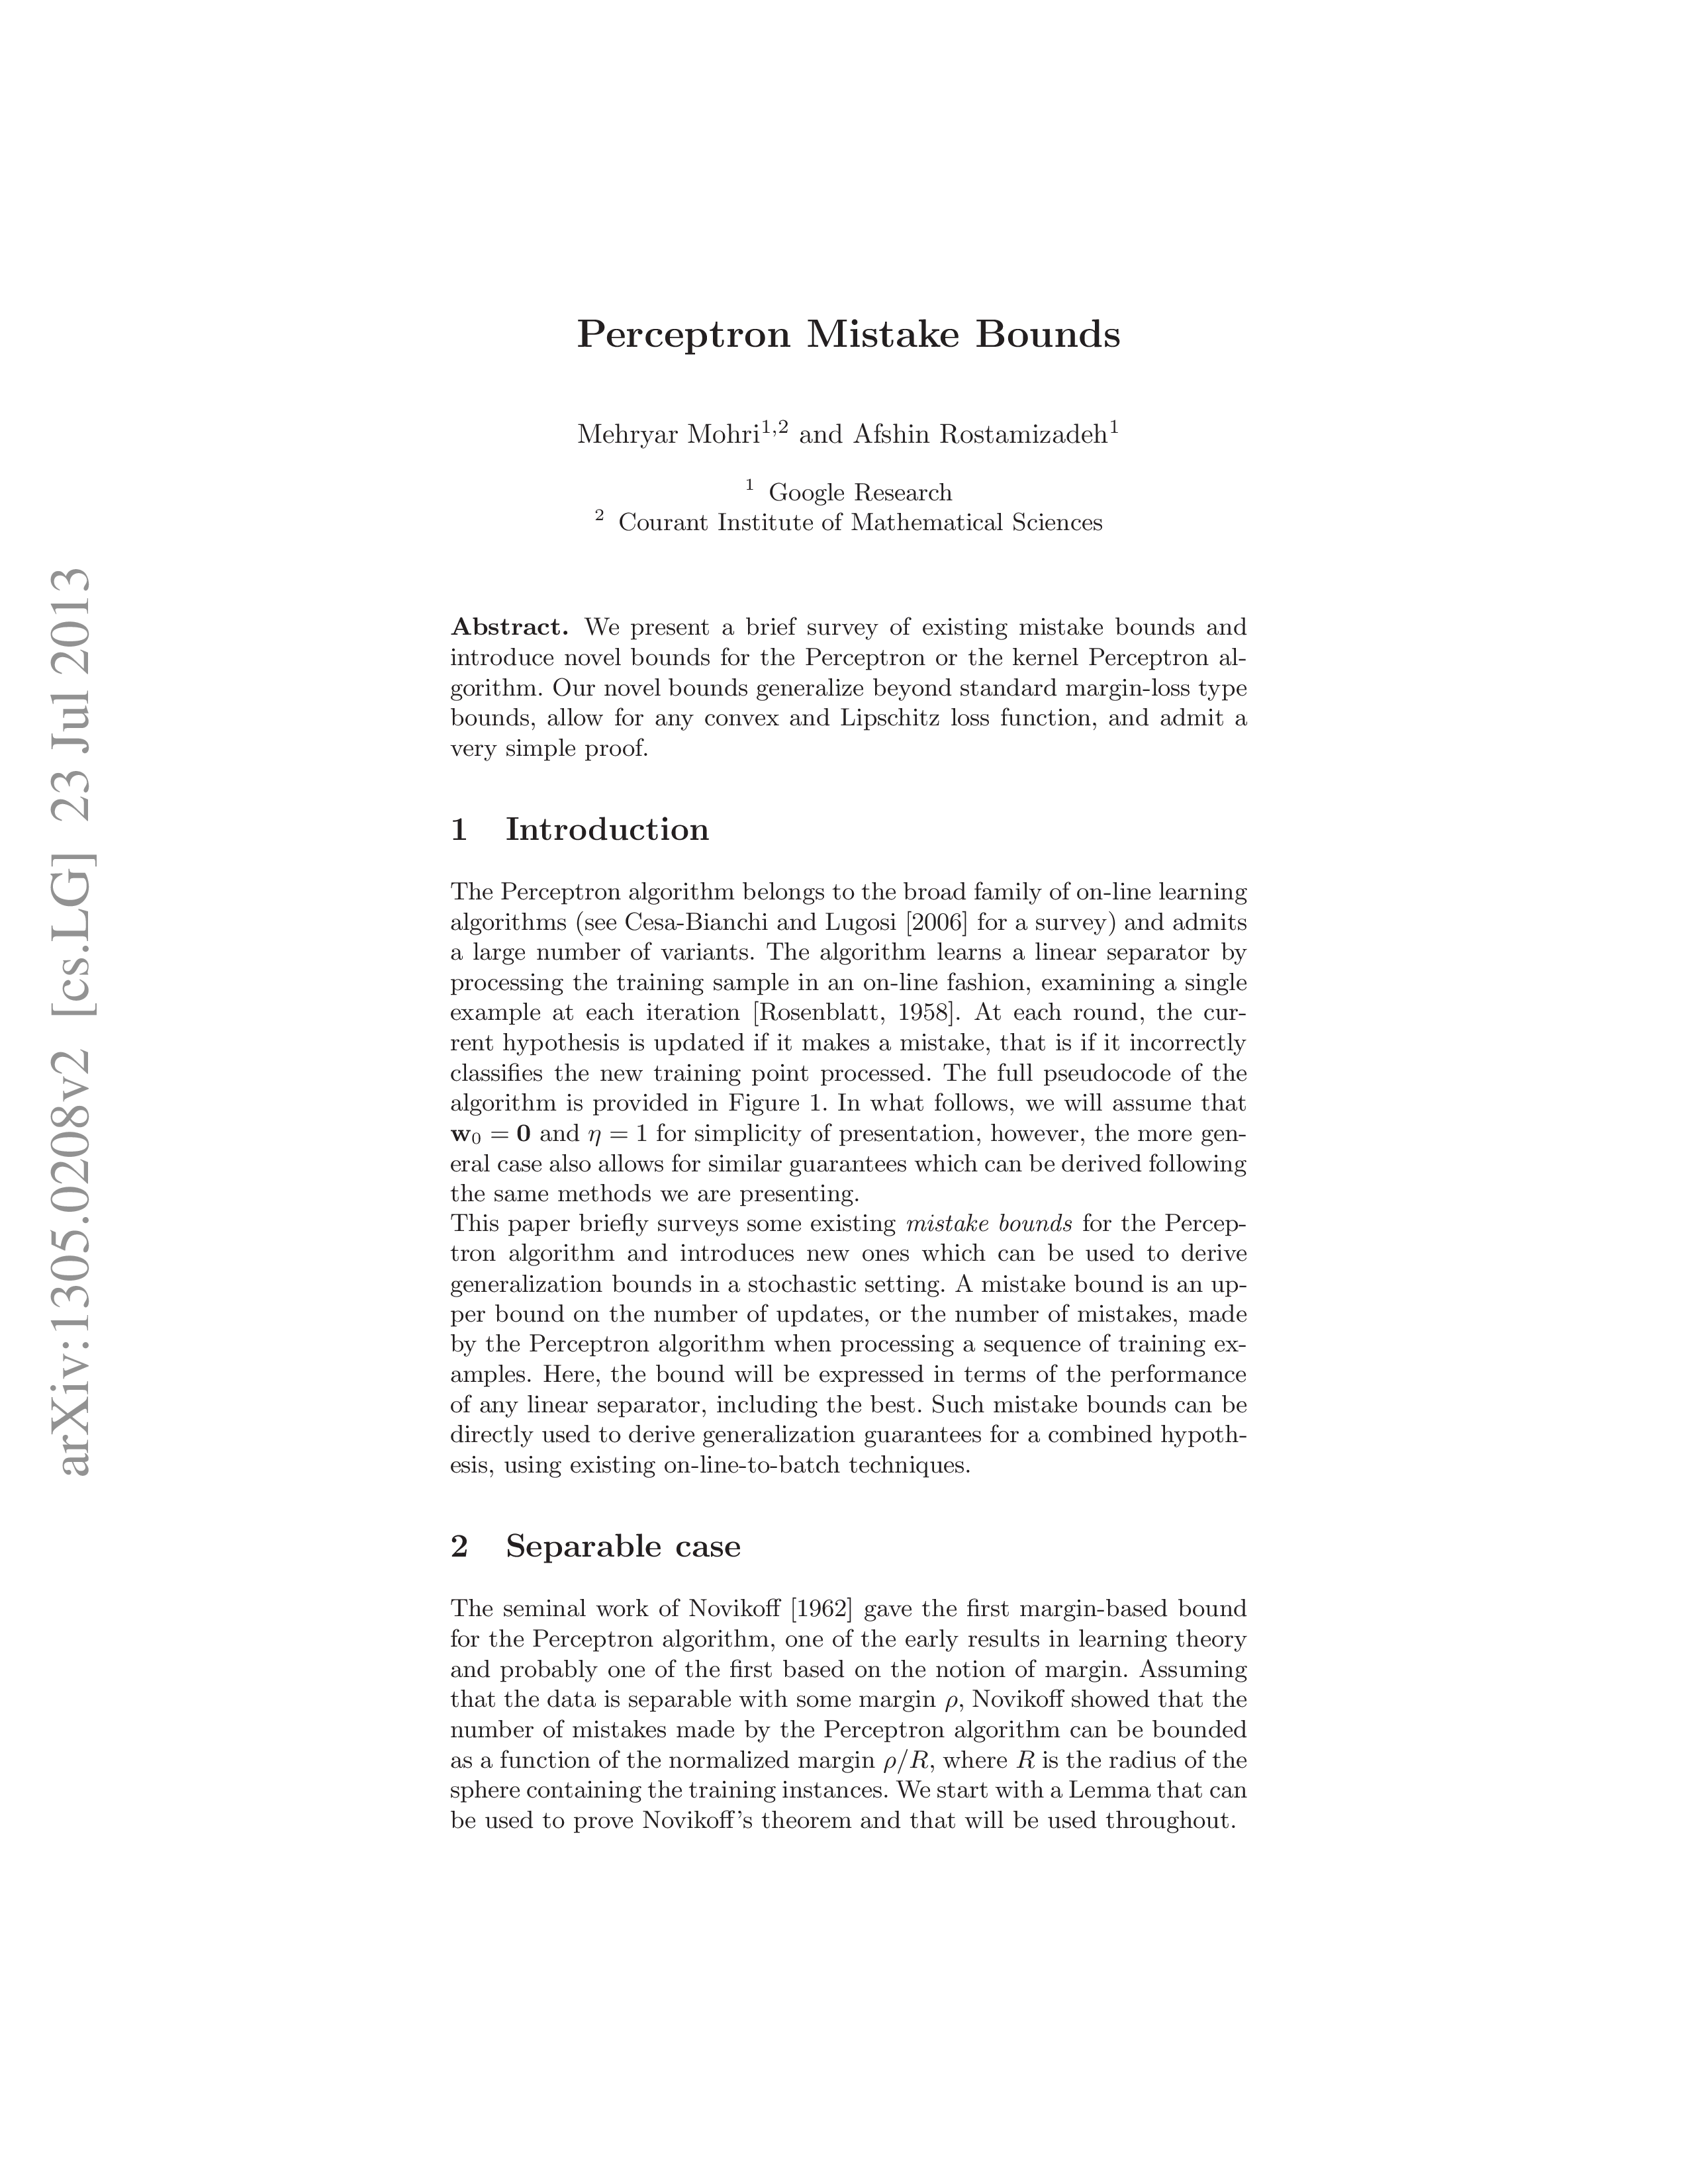 Perceptron Mistake Bounds
Mehryar Mohri1,2 and Afshin Rostamizadeh1
1 Google Research
2 Courant Institute of Mathematical Sciences
Abstract. We present a brief survey of existing mistake bounds and
introduce novel bounds for the Perceptron or the kernel Perceptron al-
gorithm. Our novel bounds generalize beyond standard margin-loss type
bounds, allow for any convex and Lipschitz loss function, and admit a
very simple proof.
1 Introduction
The Perceptron algorithm belongs to the broad family of on-line learning
algorithms (see Cesa-Bianchi and Lugosi [2006] for a survey) and admits
a large number of variants. The algorithm learns a linear separator by
processing the training sample in an on-line fashion, examining a single
example at each iteration [Rosenblatt, 1958]. At each round, the cur-
rent hypothesis is updated if it makes a mistake, that is if it incorrectly
classifies the new training point processed. The full pseudocode of the
algorithm is provided in Figure 1. In what follows, we will assume that
w0 = 0 and η = 1 for simplicity of presentation, however, the more gen-
eral case also allows for similar guarantees which can be derived following
the same methods we are presenting.
This paper briefly surveys some existing mistake bounds for the Percep-
tron algorithm and introduces new ones which can be used to derive
generalization bounds in a stochastic setting. A mistake bound is an up-
per bound on the number of updates, or the number of mistakes, made
by the Perceptron algorithm when processing a sequence of training ex-
amples. Here, the bound will be expressed in terms of the performance
of any linear separator, including the best. Such mistake bounds can be
directly used to derive generalization guarantees for a combined hypoth-
esis, using existing on-line-to-batch techniques.
2 Separable case
The seminal work of Novikoff [1962] gave the first margin-based bound
for the Perceptron algorithm, one of the early results in learning theory
and probably one of the first based on the notion of margin. Assuming
that the data is separable with some margin ρ, Novikoff showed that the
number of mistakes made by the Perceptron algorithm can be bounded
as a function of the normalized margin ρ/R, where R is the radius of the
sphere containing the training instances. We start with a Lemma that can
be used to prove Novikoff's theorem and that will be used throughout.
arXiv:1305.0208v2 [cs.LG] 23 Jul 2013